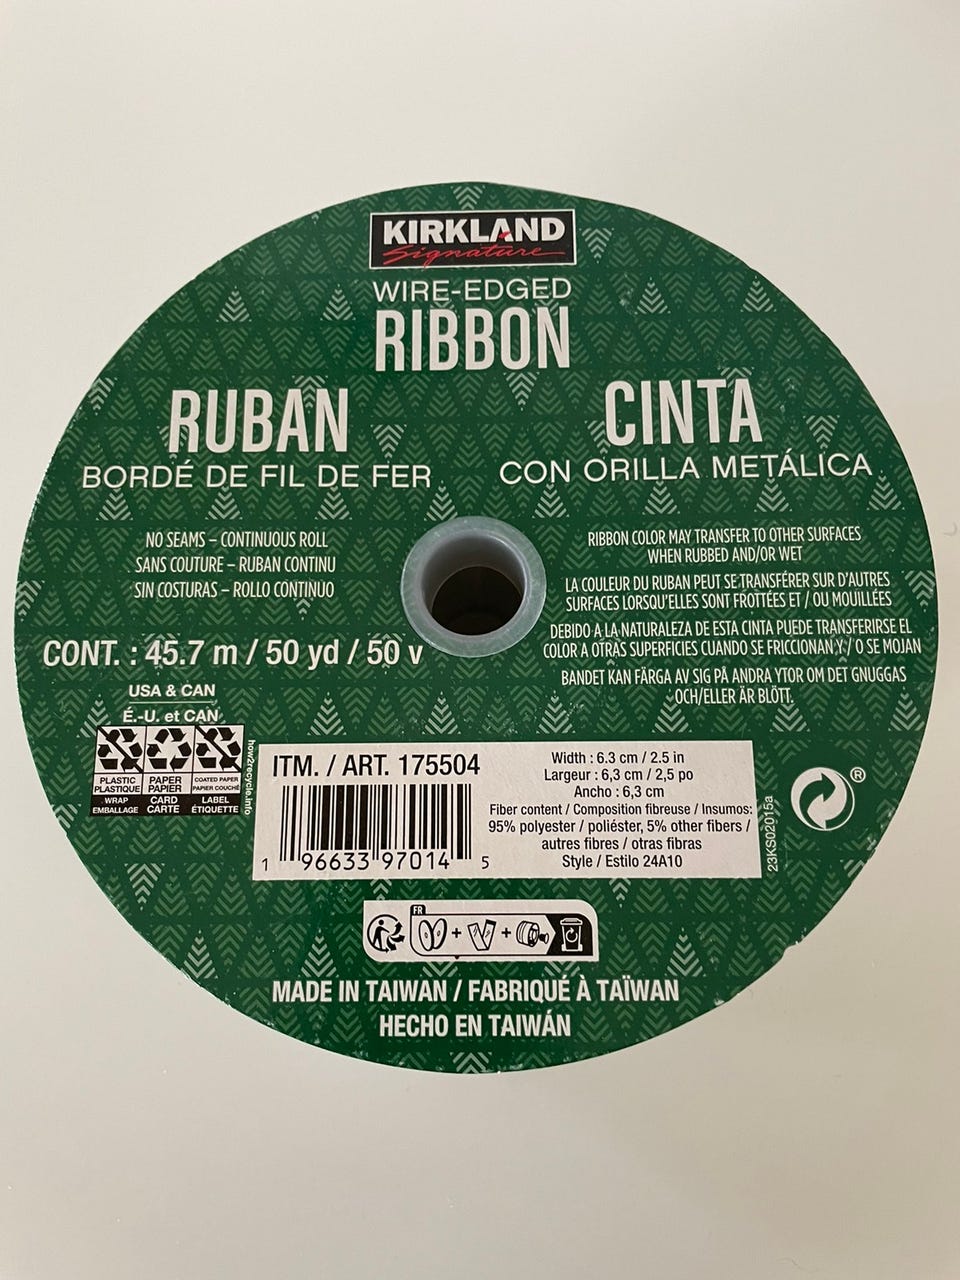 KIRKLAND
Signature
WIRE-EDGED
RIBBON
RUBAN
BORDÉ DE FIL DE FER
CINTA
CON ORILLA METÁLICA
NO SEAMS – CONTINUOUS ROLL
SANS COUTURE – RUBAN CONTINU
SIN COSTURAS – ROLLO CONTINUO
RIBBON COLOR MAY TRANSFER TO OTHER SURFACES
WHEN RUBBED AND/OR WET
LA COULEUR DU RUBAN PEUT SE TRANSFÉRER SUR D'AUTRES
SURFACES LORSQU'ELLES SONT FROTTÉES ET / OU MOUILLÉES
DEBIDO A LA NATURALEZA DE ESTA CINTA PUEDE TRANSFERIRSE EL
COLOR A OTRAS SUPERFICIES CUANDO SE FRICCIONAN Y / O SE MOJAN
BANDET KAN FÄRGA AV SIG PÅ ANDRA YTOR OM DET GNUGGAS
OCH/ELLER ÄR BLÖTT.
CONT. : 45.7 m / 50 yd / 50 v
USA & CAN
É.-U. et CAN
PLASTIC
PLASTIQUE
WRAP
EMBALLAGE
PAPER
PAPIER
CARD
CARTE
COATED PAPER
PAPIER COUCHÉ
LABEL
ÉTIQUETTE
how2recycle.info
ITM. / ART. 175504
1 96633 97014 5
Width : 6.3 cm / 2.5 in
Largeur : 6,3 cm / 2,5 po
Ancho : 6,3 cm
Fiber content / Composition fibreuse / Insumos:
95% polyester / poliéster, 5% other fibers /
autres fibres / otras fibras
Style / Estilo 24A10
23KS02015a
®
FR
+ +
MADE IN TAIWAN / FABRIQUÉ À TAÏWAN
HECHO EN TAIWÁN